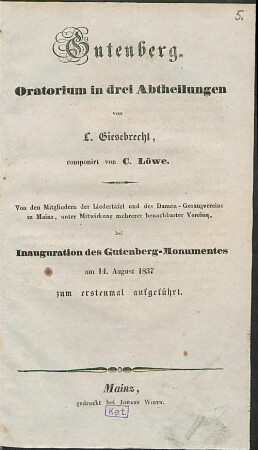 5.
Gutenberg.
Oratorium in drei Abtheilungen
von
L. Giesebrecht,
componirt von C. Löwe.
Von den Mitgliedern der Liedertafel und des Damen-Gesangvereins
in Mainz, unter Mitwirkung mehrerer benachbarter Vereine,
bei
Inauguration des Gutenberg-Monumentes
am 14. August 1837
zum erstenmal aufgeführt.
Mainz,
gedruckt bei Johann Wirth.
Kat.